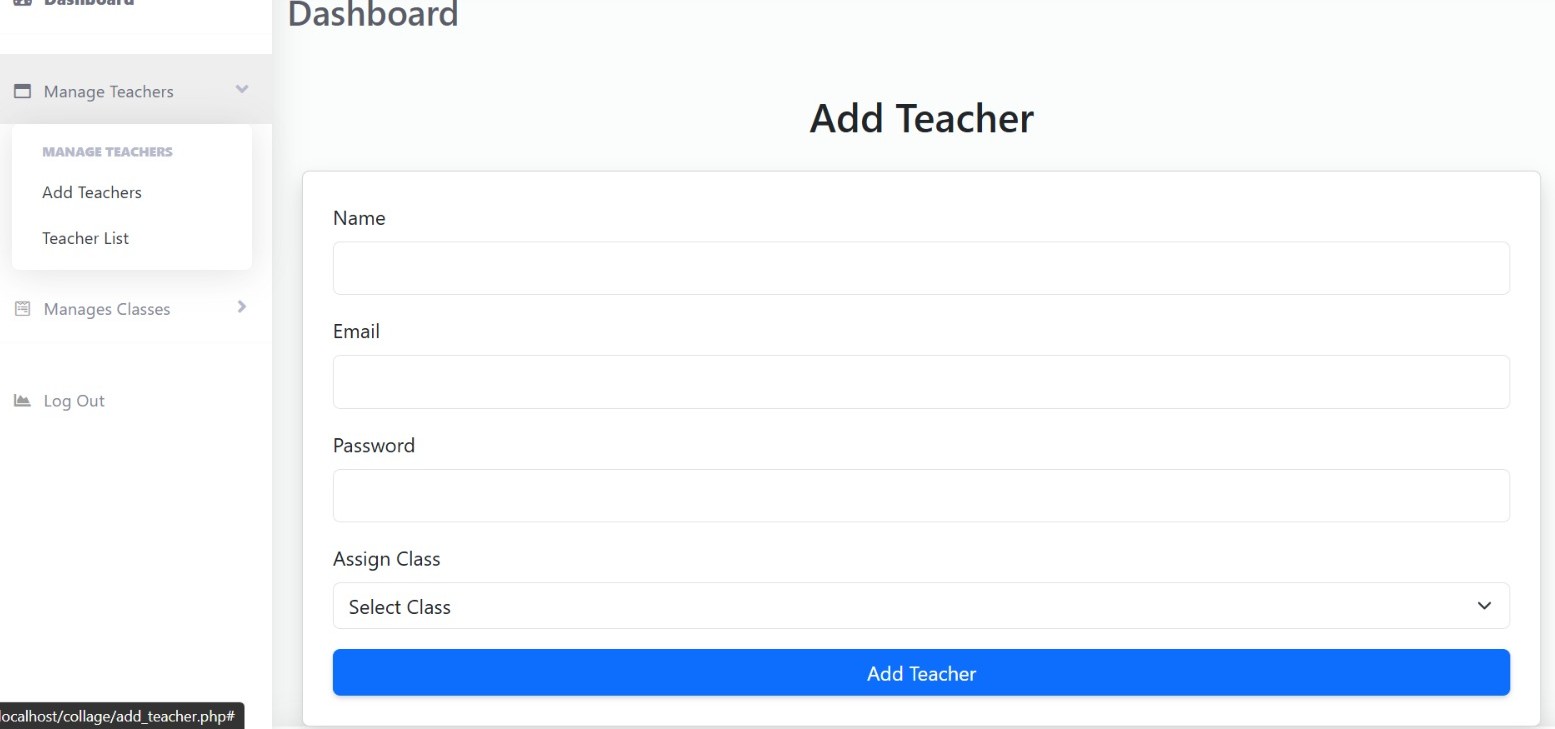 Dashboard
Manage Teachers
MANAGE TEACHERS
Add Teachers
Teacher List
Manages Classes
Log Out
Dashboard
Add Teacher
Name
Email
Password
Assign Class
Select Class
Add Teacher
localhost/collage/add_teacher.php#